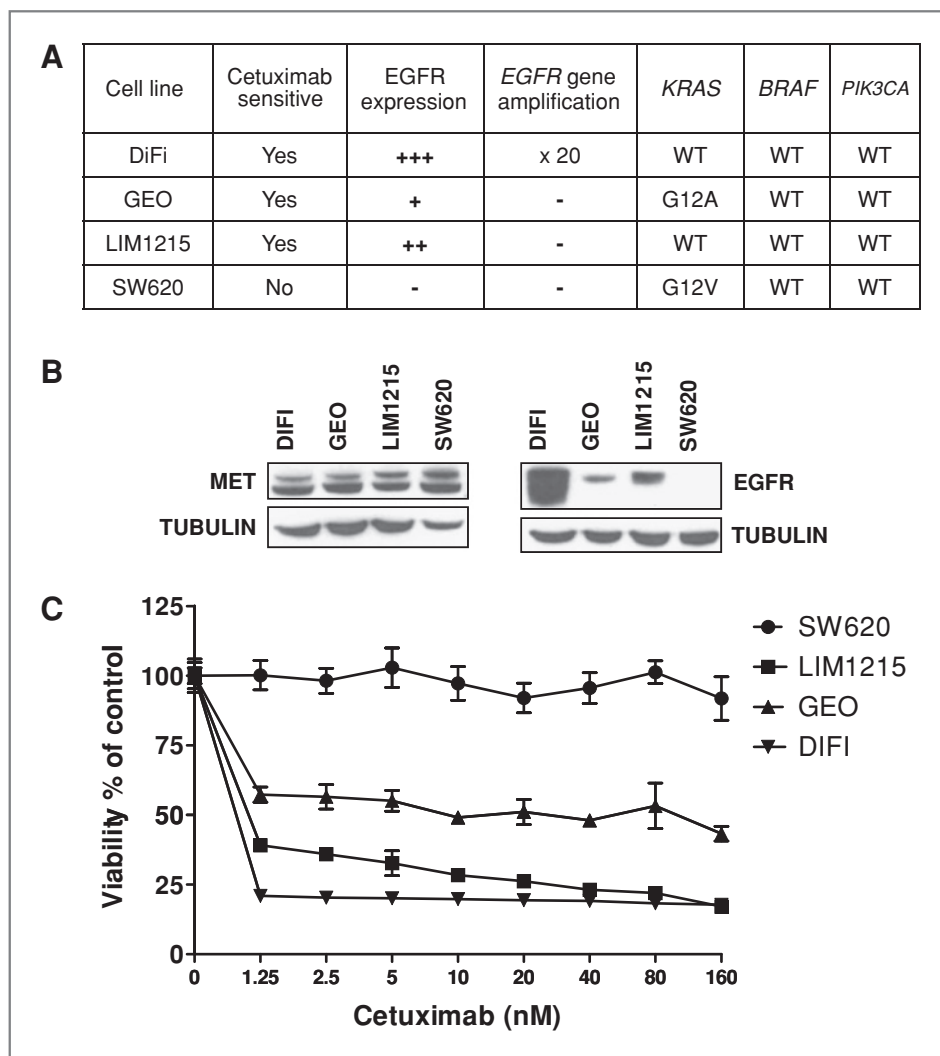 A
Cell line Cetuximab sensitive EGFR expression EGFR gene amplification KRAS BRAF PIK3CA
DiFi Yes +++ x 20 WT WT WT
GEO Yes + - G12A WT WT
LIM1215 Yes ++ - WT WT WT
SW620 No - - G12V WT WT
B
DIFI GEO LIM1215 SW620
MET
TUBULIN
DIFI GEO LIM1215 SW620
EGFR
TUBULIN
C
Viability % of control
125
100
75
50
25
0
0 1.25 2.5 5 10 20 40 80 160
Cetuximab (nM)
SW620
LIM1215
GEO
DIFI